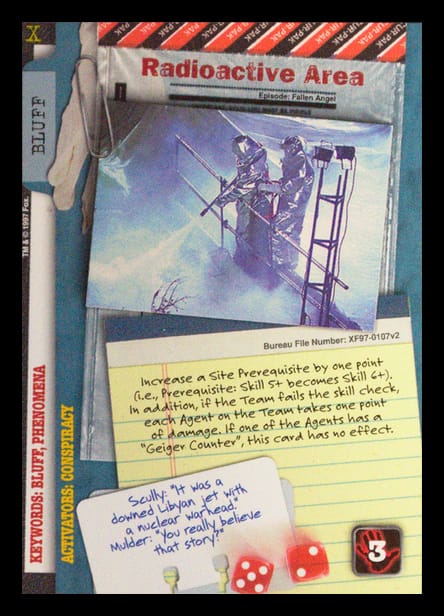 X
BLUFF
TM & © 1997 Fox.
KEYWORDS: BLUFF, PHENOMENA
ACTIVATORS: CONSPIRACY
Radioactive Area
Episode: Fallen Angel
Bureau File Number: XF97-0107v2
Increase a Site Prerequisite by one point
(i.e., Prerequisite: Skill 5+ becomes Skill 6+).
In addition, if the Team fails the skill check,
each Agent on the Team takes one point
of damage. If one of the Agents has a
"Geiger Counter", this card has no effect.
Scully: "It was a
downed Libyan jet with
a nuclear warhead."
Mulder: "You really believe
that story?"
3